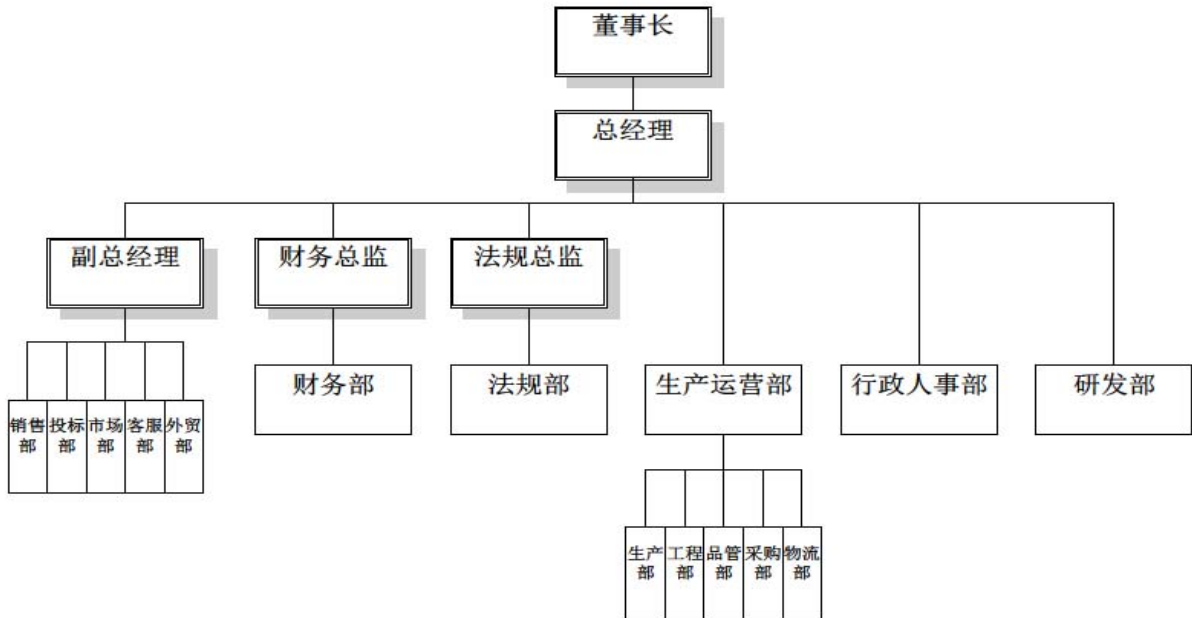 董事长
总经理
副总经理
财务总监
法规总监
财务部
法规部
生产运营部
行政人事部
研发部
销售
部
投标
部
市场
部
客服
部
外贸
部
生产
部
工程
部
品管
部
采购
部
物流
部